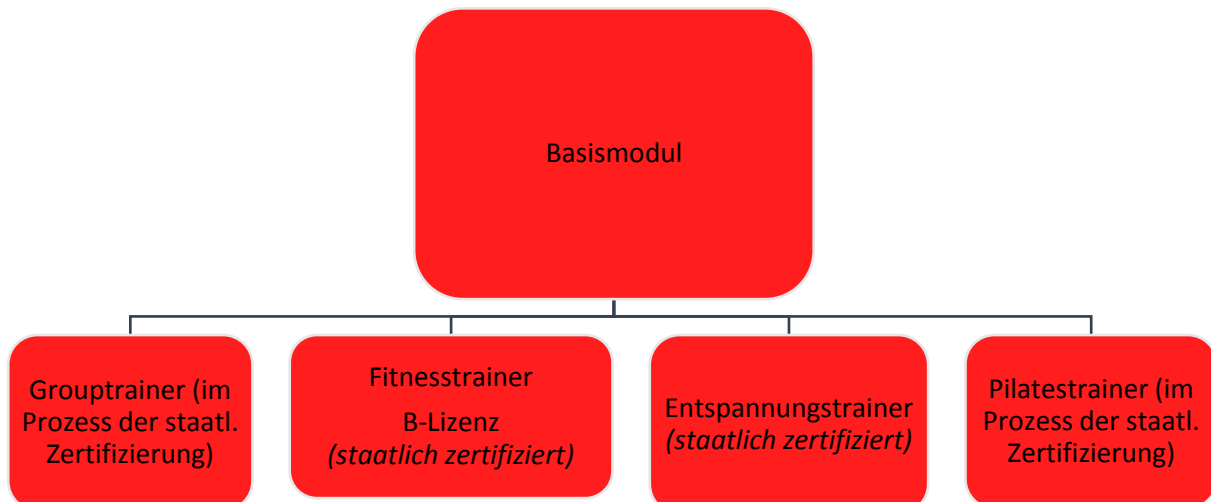 Basismodul
Grouptrainer (im
Prozess der staatl.
Zertifizierung)
Fitnesstrainer
B-Lizenz
(staatlich zertifiziert)
Entspannungstrainer
(staatlich zertifiziert)
Pilatestrainer (im
Prozess der staatl.
Zertifizierung)